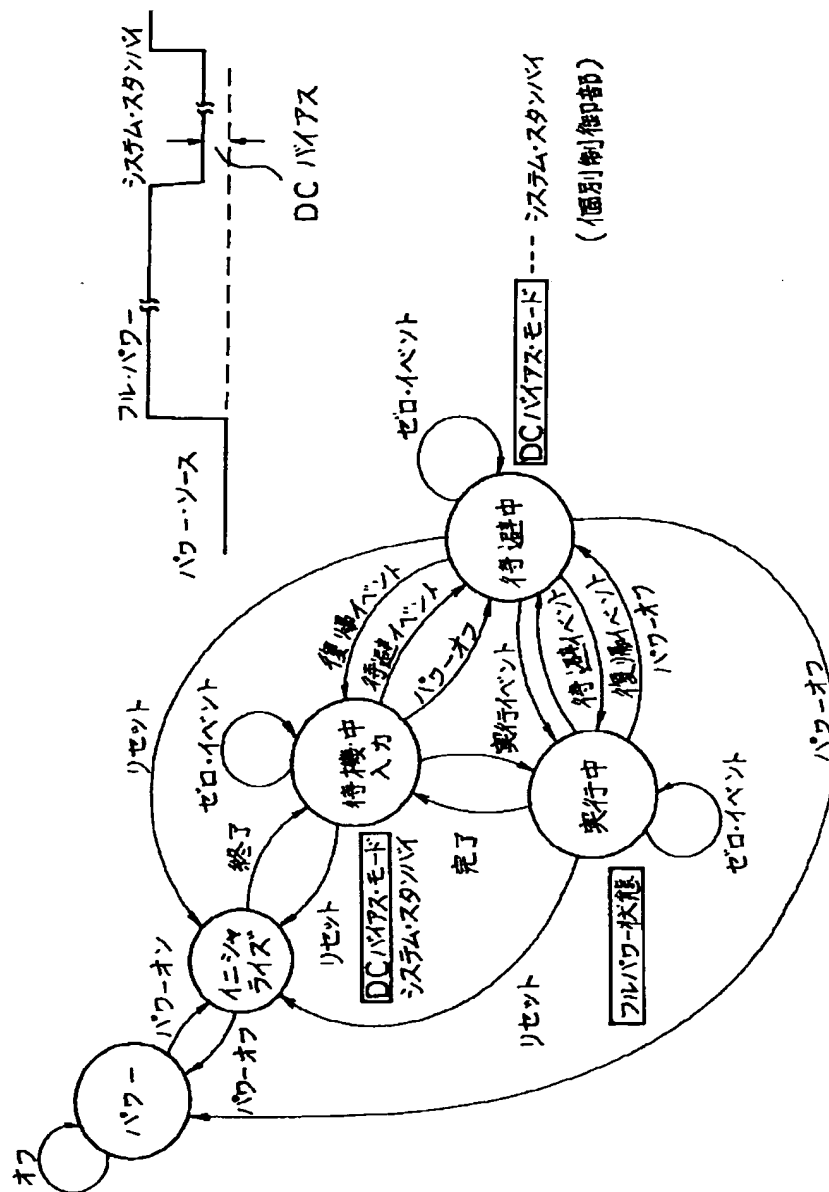 パワー・ソース
フル・パワー
システム・スタンバイ
DC バイアス
オフ
パワー
パワーオン
パワーオフ
イニシャ
ライズ
終了
リセット
リセット
ゼロ・イベント
待機中
入力
DCバイアス・モード
システム・スタンバイ
復帰イベント
待避イベント
パワーオフ
ゼロ・イベント
待避中
DCバイアス・モード --- システム・スタンバイ
(個別制御部)
完了
実行イベント
待避イベント
復帰イベント
パワーオフ
実行中
フルパワー状態
ゼロ・イベント
リセット
パワーオフ